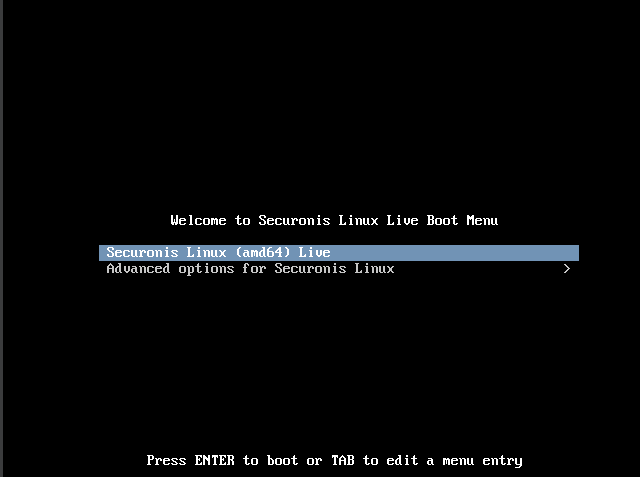 Welcome to Securonis Linux Live Boot Menu
Securonis Linux (amd64) Live
Advanced options for Securonis Linux >
Press ENTER to boot or TAB to edit a menu entry